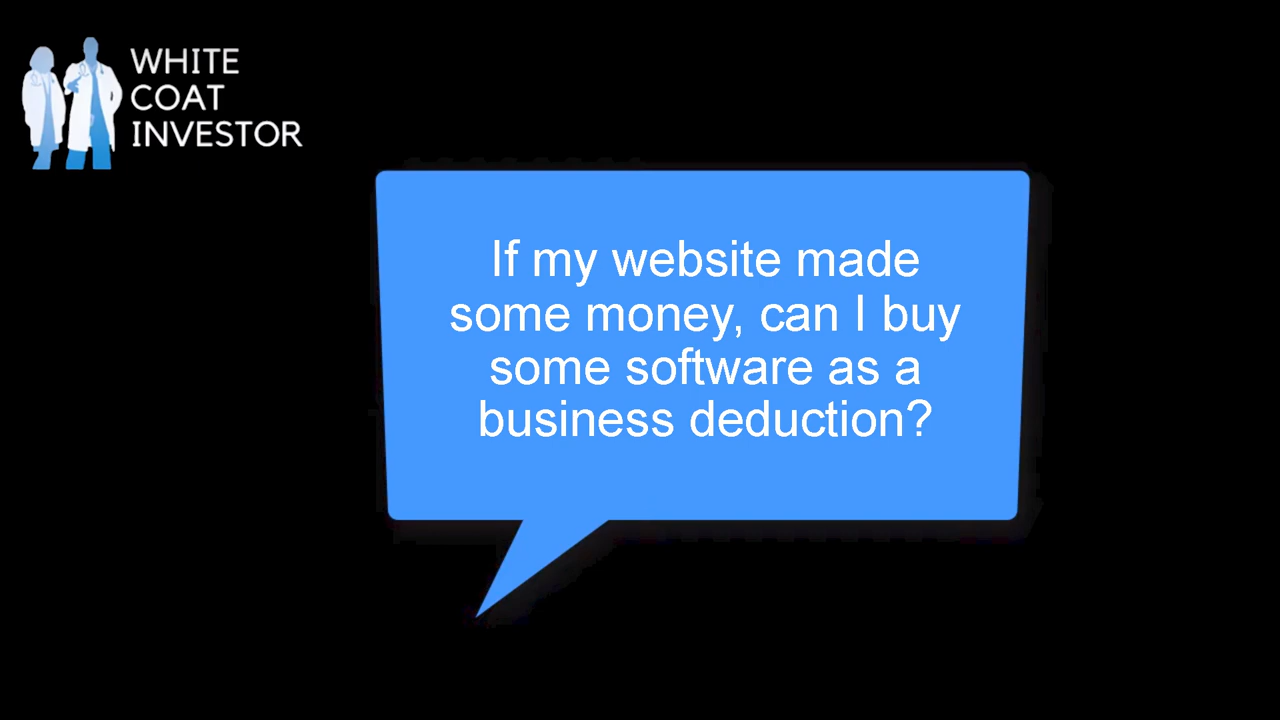 WHITE
COAT
INVESTOR
If my website made
some money, can I buy
some software as a
business deduction?